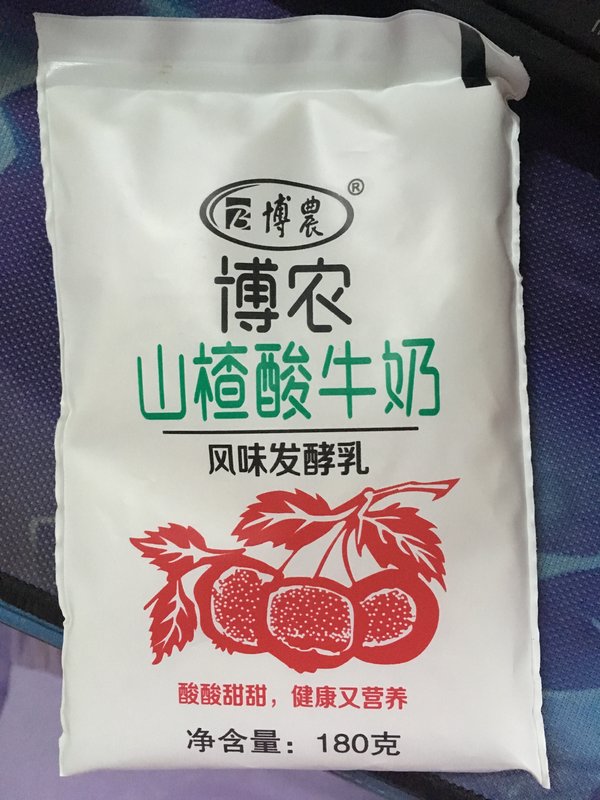 博農®
博农
山楂酸牛奶
风味发酵乳
酸酸甜甜，健康又营养
净含量：180克